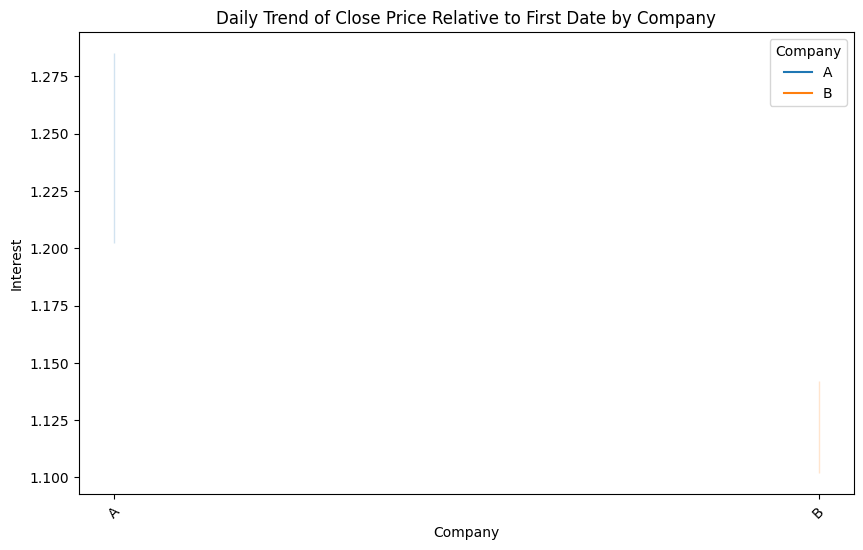 Daily Trend of Close Price Relative to First Date by Company
Company
A
B
1.275
1.250
1.225
1.200
1.175
1.150
1.125
1.100
Interest
A
B
Company